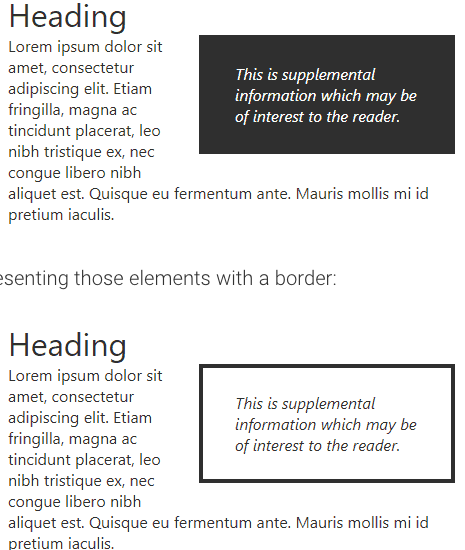 Heading
Lorem ipsum dolor sit
amet, consectetur
adipiscing elit. Etiam
fringilla, magna ac
tincidunt placerat, leo
nibh tristique ex, nec
congue libero nibh
aliquet est. Quisque eu fermentum ante. Mauris mollis mi id
pretium iaculis.
This is supplemental
information which may be
of interest to the reader.
esenting those elements with a border:
Heading
Lorem ipsum dolor sit
amet, consectetur
adipiscing elit. Etiam
fringilla, magna ac
tincidunt placerat, leo
nibh tristique ex, nec
congue libero nibh
aliquet est. Quisque eu fermentum ante. Mauris mollis mi id
pretium iaculis.
This is supplemental
information which may be
of interest to the reader.